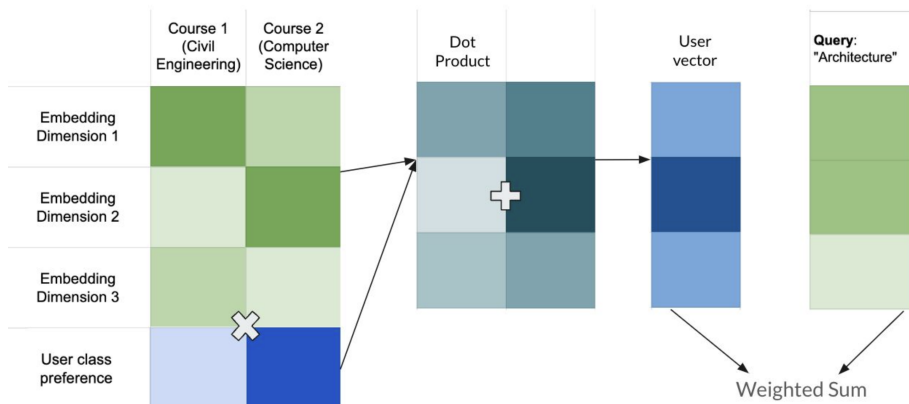 Course 1
(Civil
Engineering)
Course 2
(Computer
Science)
Dot
Product
User
vector
Query:
"Architecture"
Embedding
Dimension 1
Embedding
Dimension 2
Embedding
Dimension 3
User class
preference
Weighted Sum